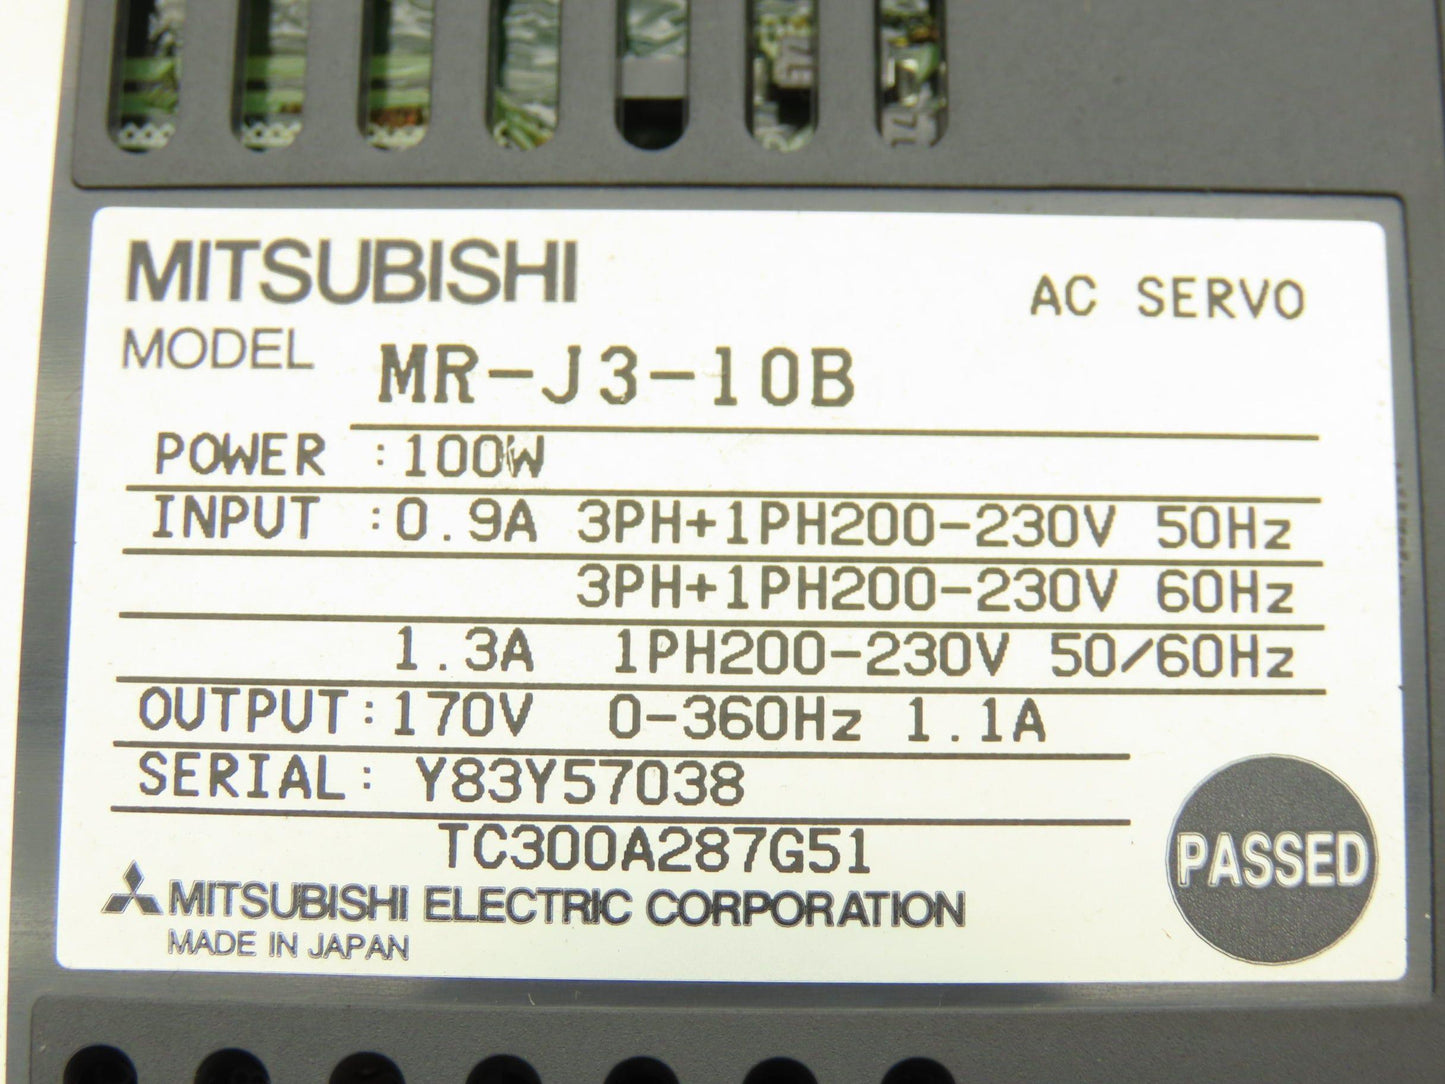 MITSUBISHI
AC SERVO
MODEL MR-J3-10B
POWER :100W
INPUT :0.9A 3PH+1PH200-230V 50Hz
3PH+1PH200-230V 60Hz
1.3A 1PH200-230V 50/60Hz
OUTPUT:170V 0-360Hz 1.1A
SERIAL: Y83Y57038
TC300A287G51
PASSED
MITSUBISHI ELECTRIC CORPORATION
MADE IN JAPAN